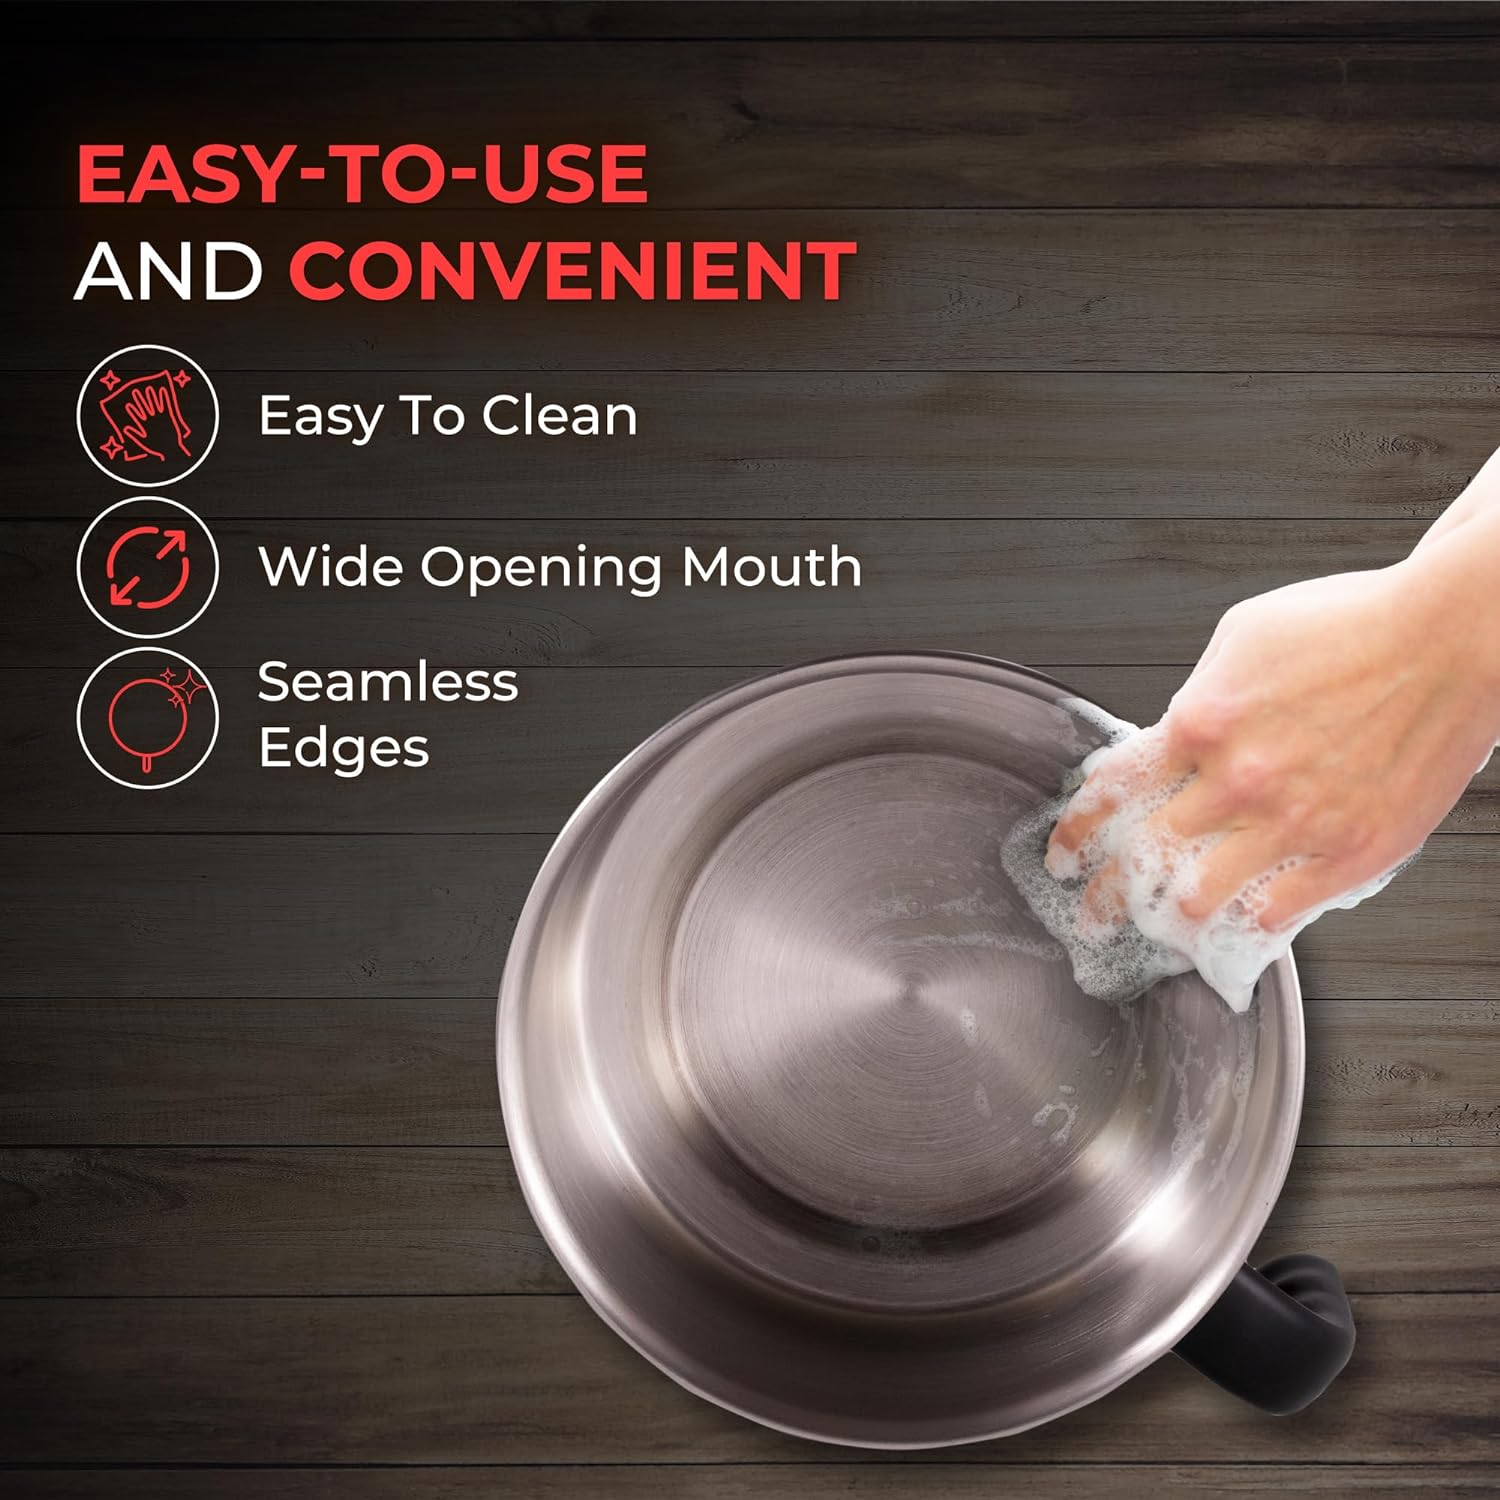 EASY-TO-USE
AND CONVENIENT
Easy To Clean
Wide Opening Mouth
Seamless
Edges